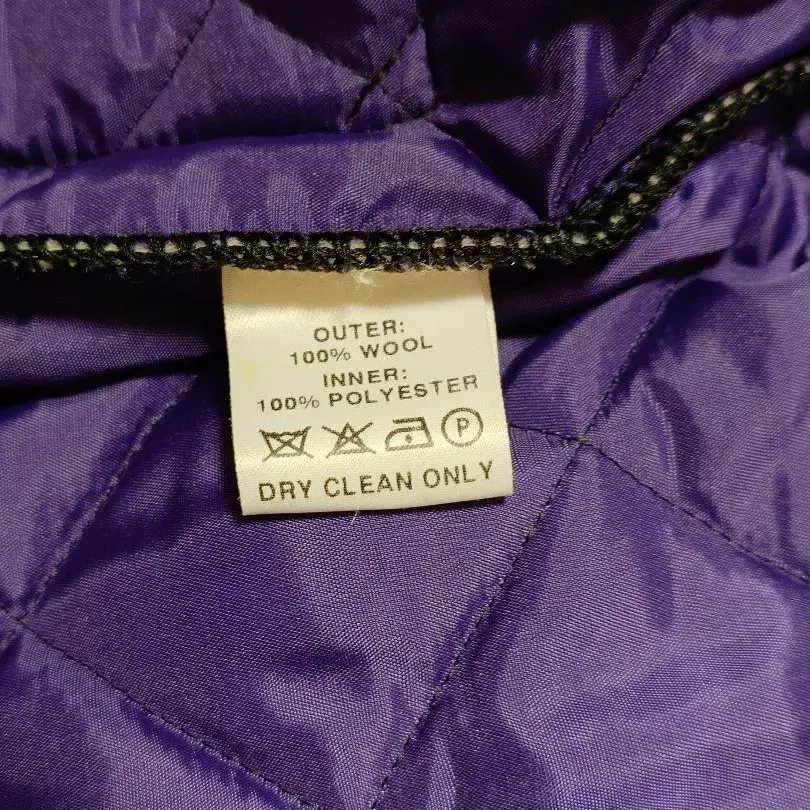 OUTER:
100% WOOL
INNER:
100% POLYESTER
P
DRY CLEAN ONLY